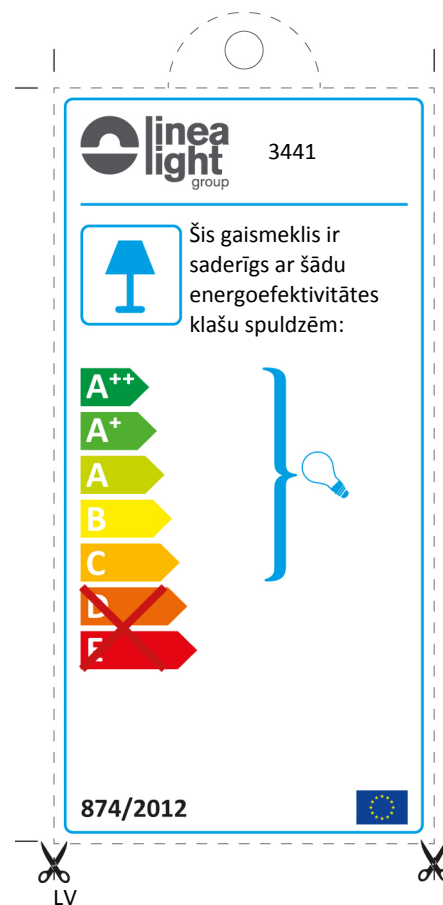 linea
light
group
3441
Šis gaismeklis ir
saderīgs ar šādu
energoefektivitātes
klašu spuldzēm:
A++
A+
A
B
C
D
E
874/2012
LV